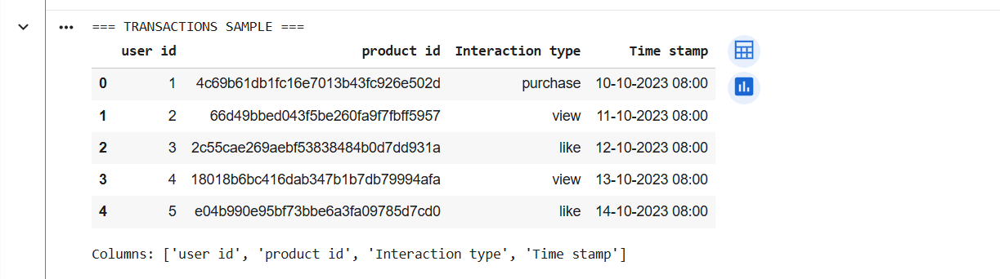 === TRANSACTIONS SAMPLE ===
user id product id Interaction type Time stamp
0 1 4c69b61db1fc16e7013b43fc926e502d purchase 10-10-2023 08:00
1 2 66d49bbed043f5be260fa9f7fbff5957 view 11-10-2023 08:00
2 3 2c55cae269aebf53838484b0d7dd931a like 12-10-2023 08:00
3 4 18018b6bc416dab347b1b7db79994afa view 13-10-2023 08:00
4 5 e04b990e95bf73bbe6a3fa09785d7cd0 like 14-10-2023 08:00
Columns: ['user id', 'product id', 'Interaction type', 'Time stamp']